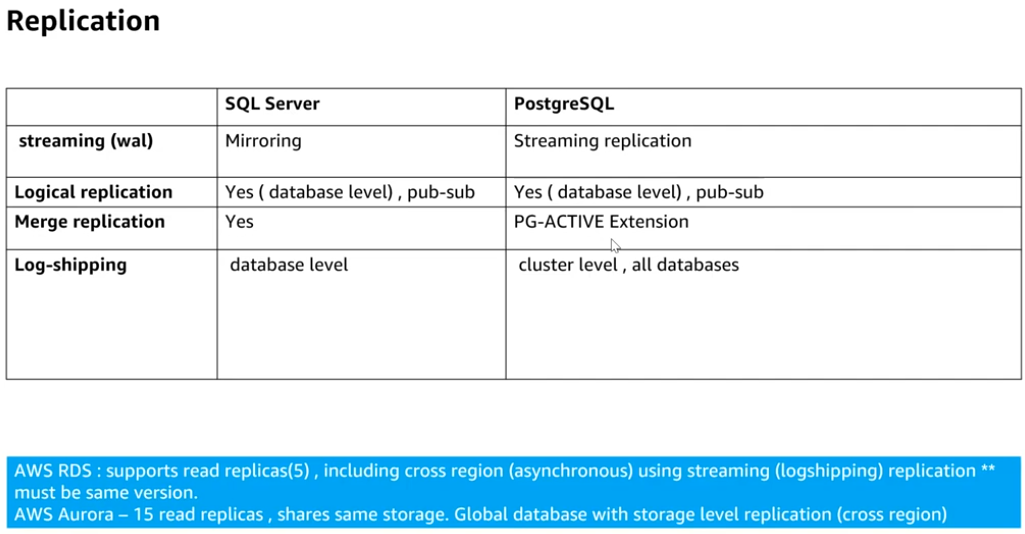 Replication
SQL Server PostgreSQL
streaming (wal) Mirroring Streaming replication
Logical replication Yes ( database level) , pub-sub Yes ( database level) , pub-sub
Merge replication Yes PG-ACTIVE Extension
Log-shipping database level cluster level , all databases
AWS RDS : supports read replicas(5) , including cross region (asynchronous) using streaming (logshipping) replication **
must be same version.
AWS Aurora – 15 read replicas , shares same storage. Global database with storage level replication (cross region)